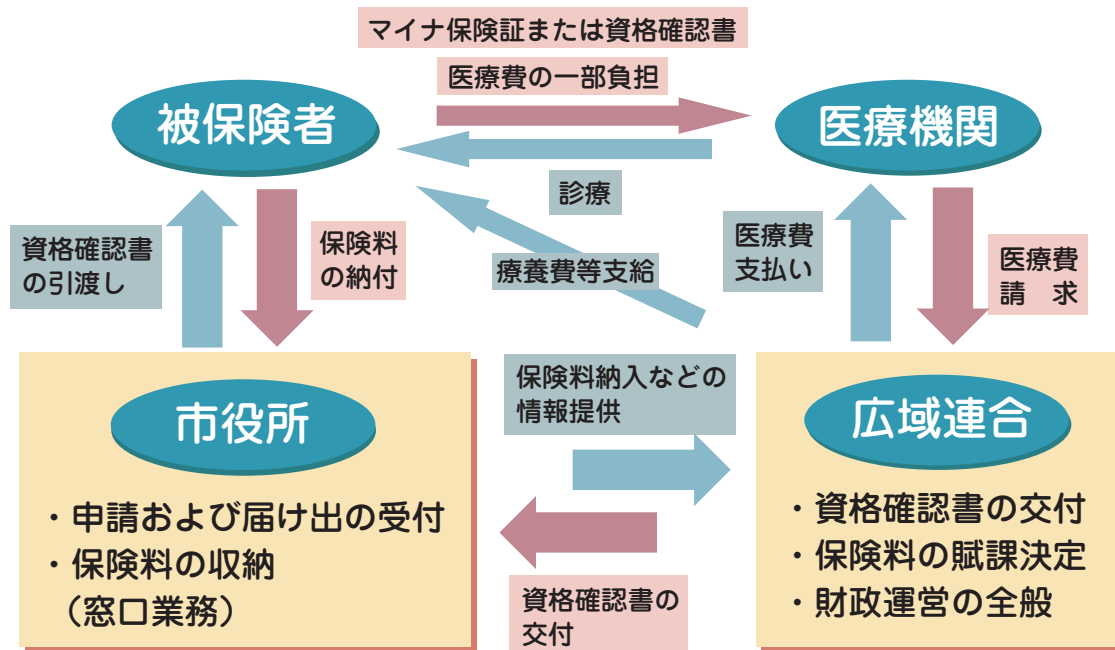 マイナ保険証または資格確認書
医療費の一部負担
被保険者
医療機関
診療
資格確認書
の引渡し
保険料
の納付
療養費等支給
医療費
支払い
医療費
請　求
保険料納入などの
情報提供
市役所
・申請および届け出の受付
・保険料の収納
（窓口業務）
広域連合
・資格確認書の交付
・保険料の賦課決定
・財政運営の全般
資格確認書の
交付